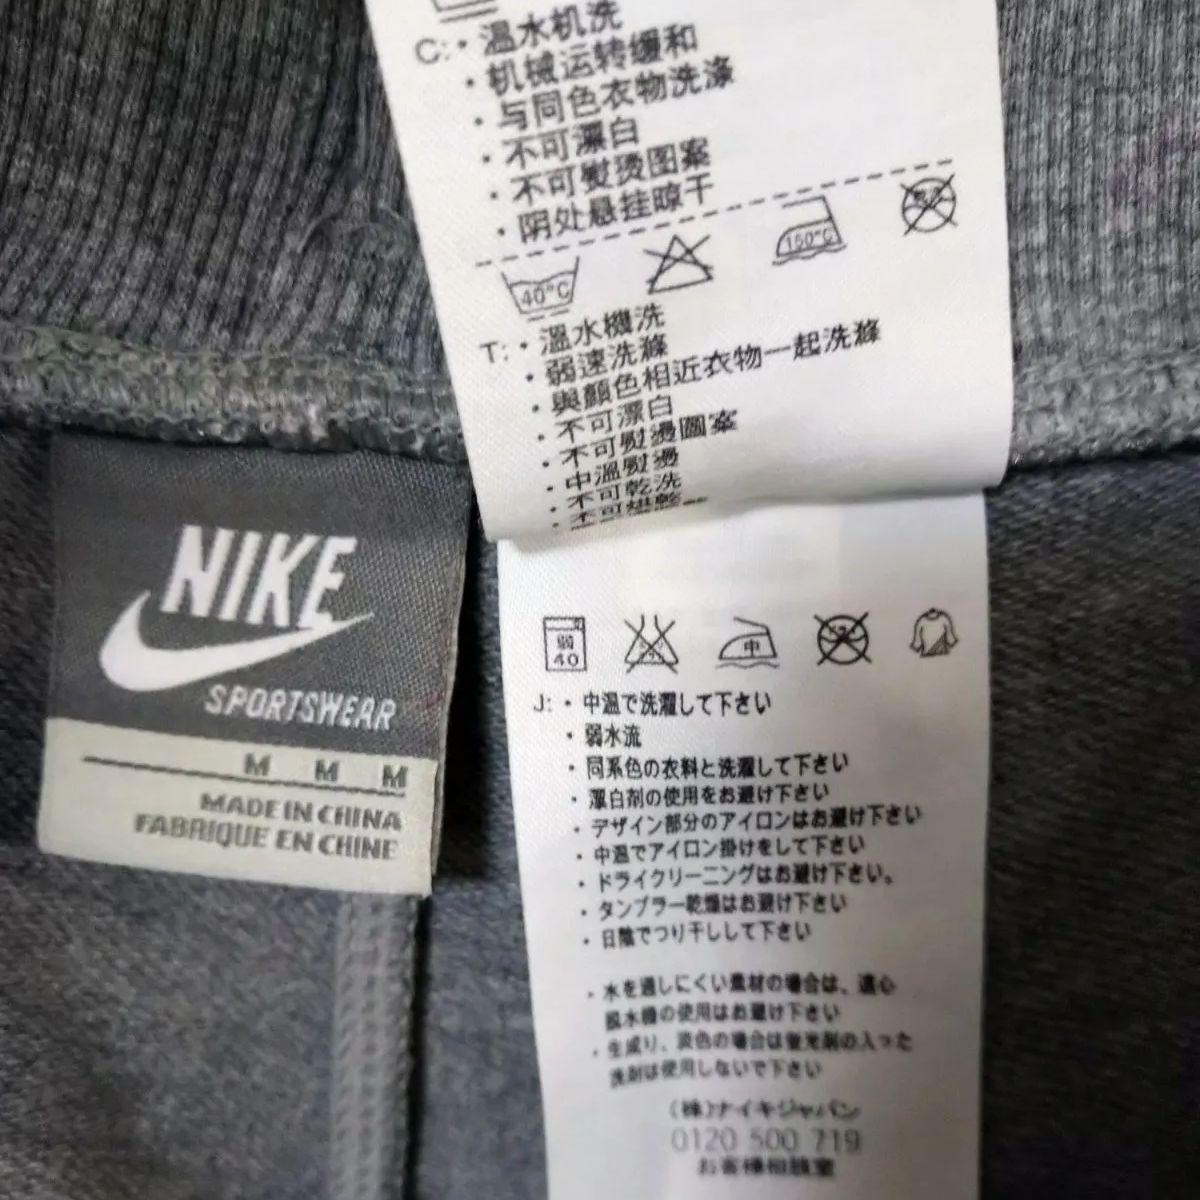 C: · 温水机洗
· 机械运转缓和
· 与同色衣物洗涤
· 不可漂白
· 不可熨烫图案
· 阴处悬挂晾干
40°C
150°C
T: · 溫水機洗
· 弱速洗滌
· 與顏色相近衣物一起洗滌
· 不可漂白
· 不可熨燙圖案
· 中溫熨燙
· 不可乾洗
· 不可烘乾
NIKE
SPORTSWEAR
M M M
MADE IN CHINA
FABRIQUE EN CHINE
弱
40
中
J: · 中温で洗濯して下さい
· 弱水流
· 同系色の衣料と洗濯して下さい
· 漂白剤の使用をお避け下さい
· デザイン部分のアイロンはお避け下さい
· 中温でアイロン掛けをして下さい
· ドライクリーニングはお避け下さい。
· タンブラー乾燥はお避け下さい
· 日陰でつり干しして下さい
· 水を通しにくい素材の場合は、遠心
脱水機の使用はお避け下さい
· 生成り、淡色の場合は蛍光剤の入った
洗剤は使用しないで下さい
(株)ナイキジャパン
0120 500 719
お客様相談室